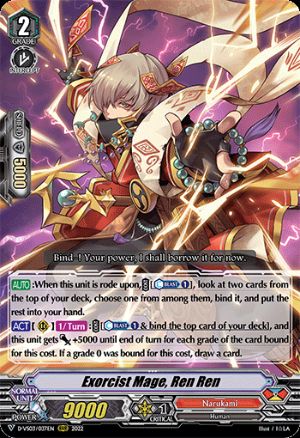 2
GRADE
INTERCEPT
SHIELD
5000
Bind-! Your power, I shall borrow it for now.
AUTO:When this unit is rode upon, [BLAST 1], look at two cards from
the top of your deck, choose one from among them, bind it, and put the
rest into your hand.
ACT 1/Turn [BLAST 1 & bind the top card of your deck], and
this unit gets +5000 until end of turn for each grade of the card bound
for this cost. If a grade 0 was bound for this cost, draw a card.
Exorcist Mage, Ren Ren
NORMAL UNIT
Narukami
Human
POWER 9000
1 CRITICAL
D-VS03/037EN RRR 2022